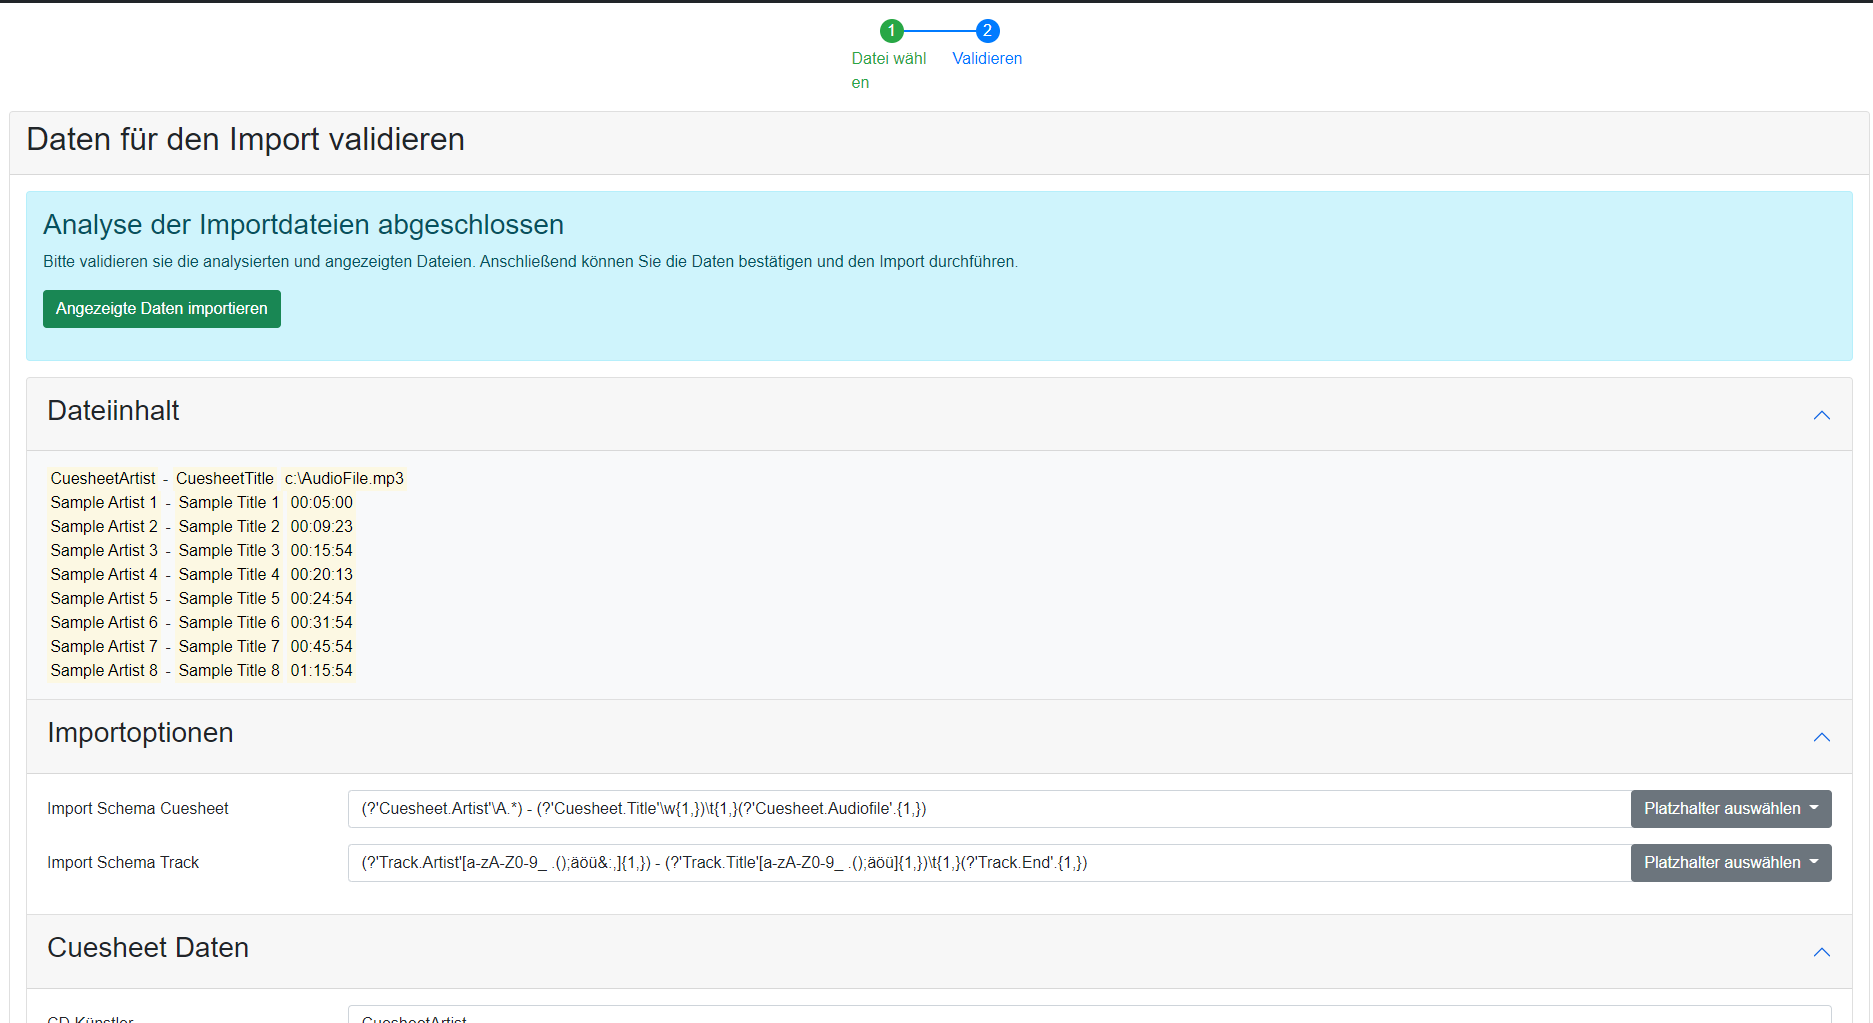 1 2
Datei wähl
en
Validieren
Daten für den Import validieren
Analyse der Importdateien abgeschlossen
Bitte validieren sie die analysierten und angezeigten Dateien. Anschließend können Sie die Daten bestätigen und den Import durchführen.
Angezeigte Daten importieren
Dateiinhalt
CuesheetArtist - CuesheetTitle c:\AudioFile.mp3
Sample Artist 1 - Sample Title 1 00:05:00
Sample Artist 2 - Sample Title 2 00:09:23
Sample Artist 3 - Sample Title 3 00:15:54
Sample Artist 4 - Sample Title 4 00:20:13
Sample Artist 5 - Sample Title 5 00:24:54
Sample Artist 6 - Sample Title 6 00:31:54
Sample Artist 7 - Sample Title 7 00:45:54
Sample Artist 8 - Sample Title 8 01:15:54
Importoptionen
Import Schema Cuesheet (?'Cuesheet.Artist'\A.*) - (?'Cuesheet.Title'\w{1,})\t{1,}(?'Cuesheet.Audiofile'.{1,}) Platzhalter auswählen
Import Schema Track (?'Track.Artist'[a-zA-Z0-9_ .();äöü&:,]{1,}) - (?'Track.Title'[a-zA-Z0-9_ .();äöü]{1,})\t{1,}(?'Track.End'.{1,}) Platzhalter auswählen
Cuesheet Daten
CD Künstler CuesheetArtist